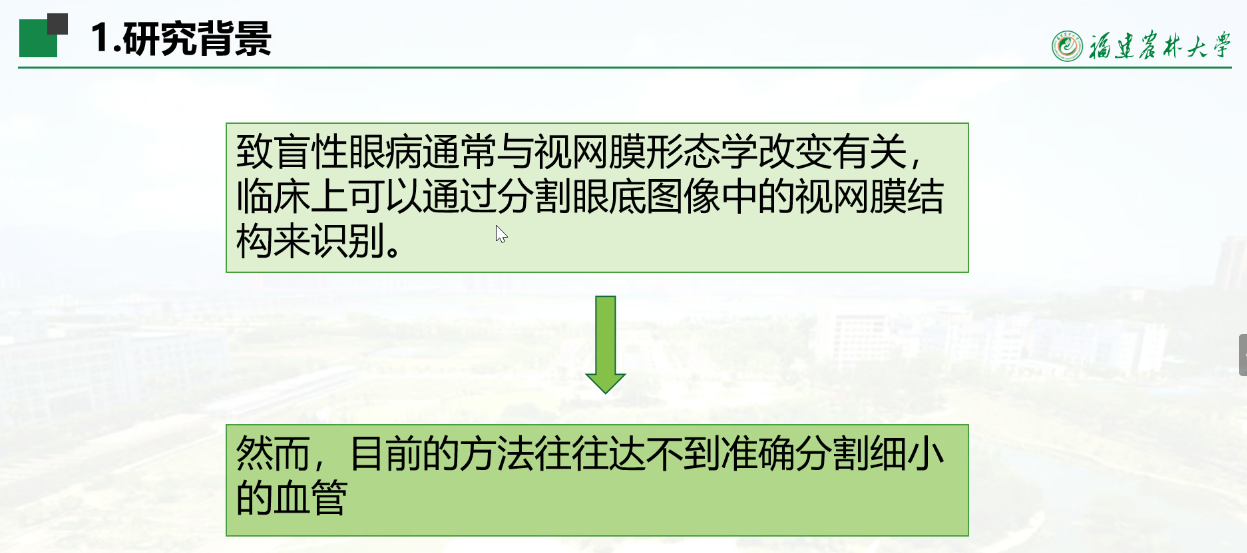 1.研究背景
福建农林大学
致盲性眼病通常与视网膜形态学改变有关，
临床上可以通过分割眼底图像中的视网膜结
构来识别。
然而，目前的方法往往达不到准确分割细小
的血管